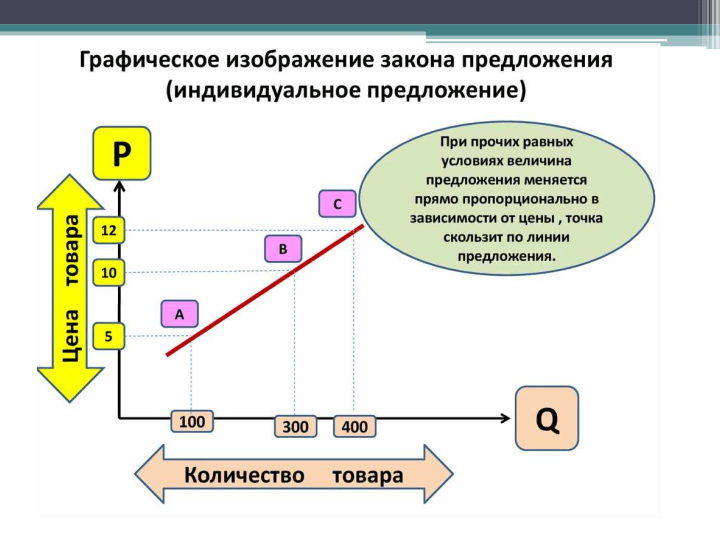 Графическое изображение закона предложения
(индивидуальное предложение)
P
При прочих равных
условиях величина
предложения меняется
прямо пропорционально в
зависимости от цены , точка
скользит по линии
предложения.
C
12
B
10
A
5
Цена товара
100
300
400
Q
Количество товара